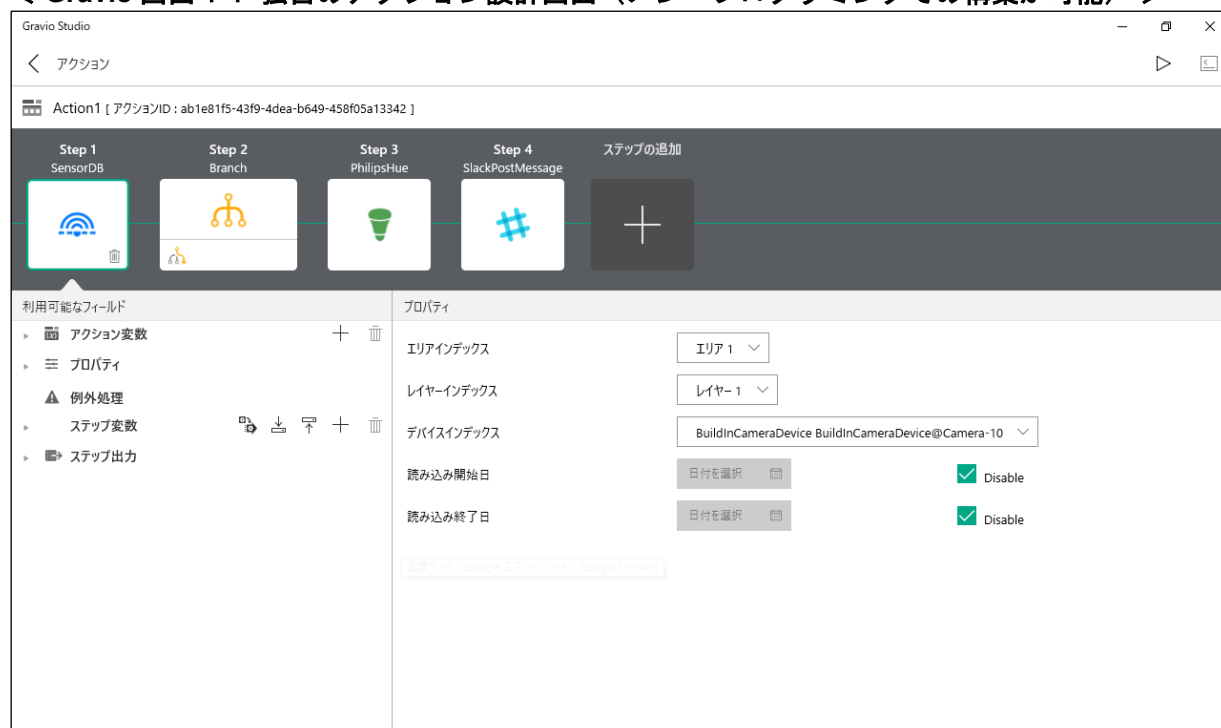 Gravio Studio
アクション
Action1 [ アクションID : ab1e81f5-43f9-4dea-b649-458f05a13342 ]
Step 1 Step 2 Step 3 Step 4 ステップの追加
SensorDB Branch PhilipsHue SlackPostMessage
利用可能なフィールド プロパティ
アクション変数
プロパティ
例外処理
ステップ変数
ステップ出力
エリアインデックス エリア 1
レイヤーインデックス レイヤー 1
デバイスインデックス BuildInCameraDevice BuildInCameraDevice@Camera-10
読み込み開始日 日付を選択 Disable
読み込み終了日 日付を選択 Disable